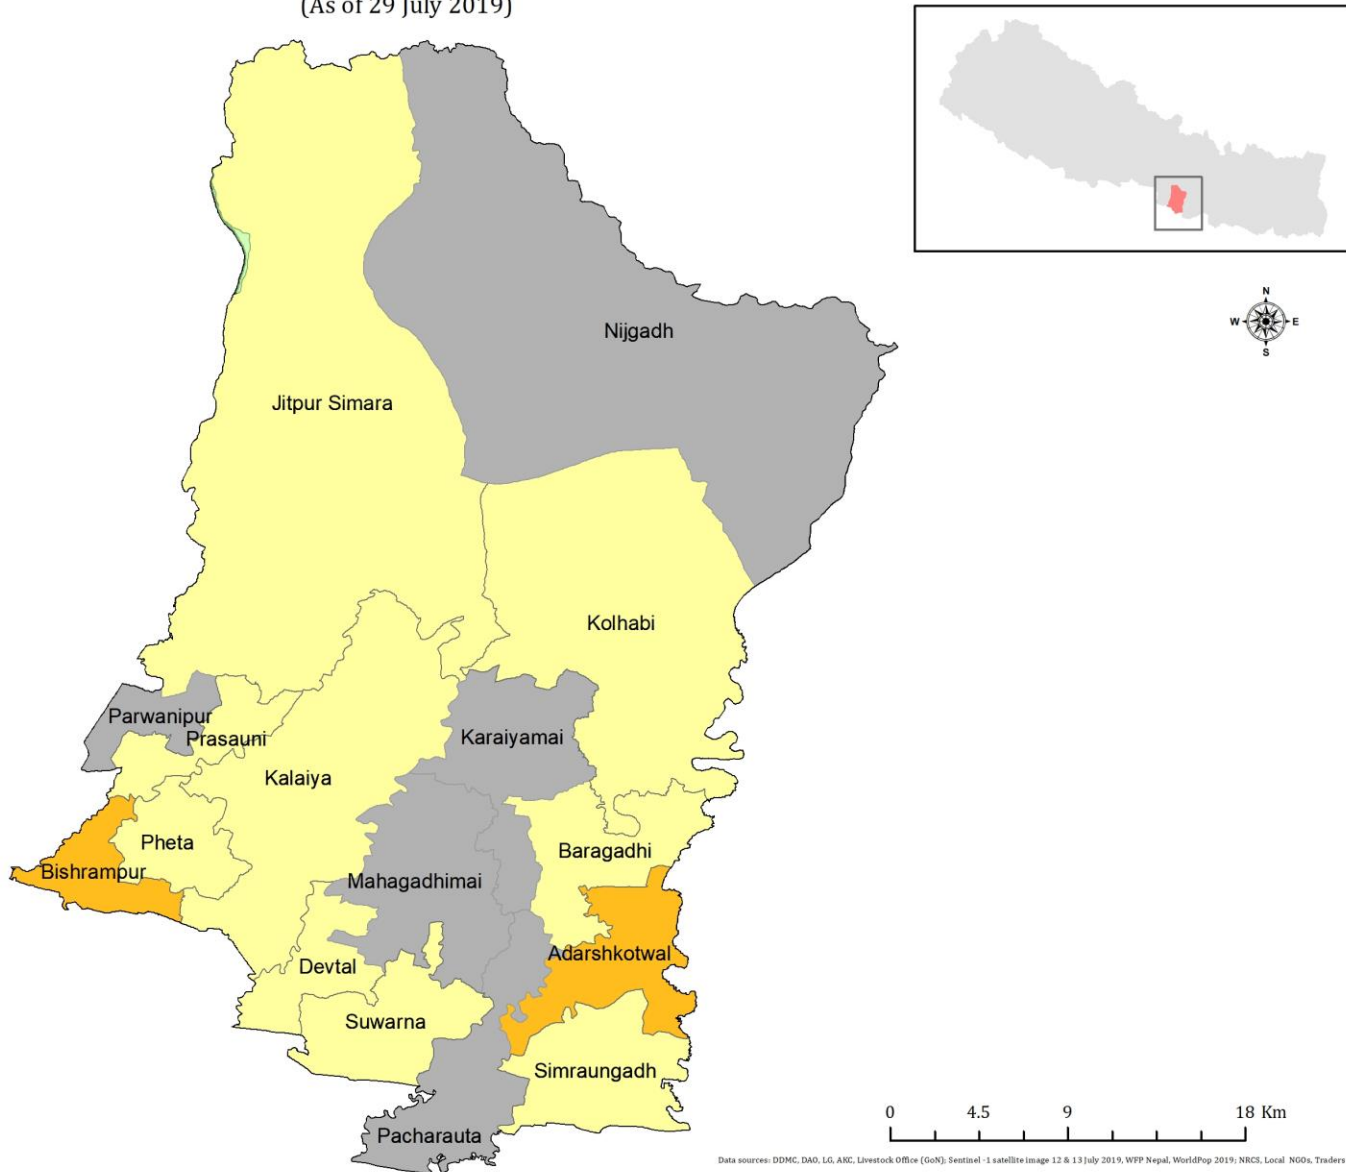 (As of 29 July 2019)
N
W E
S
Nijgadh
Jitpur Simara
Kolhabi
Parwanipur
Prasauni
Karaiyamai
Kalaiya
Pheta
Baragadhi
Bishrampur
Mahagadhimai
Adarshkotwal
Devtal
Suwarna
Simraungadh
Pacharauta
0 4.5 9 18 Km
Data sources: DDMC, DAO, LG, AKC, Livestock Office (GoN); Sentinel -1 satellite image 12 & 13 July 2019, WFP Nepal, WorldPop 2019; NRCS, Local NGOs, Traders